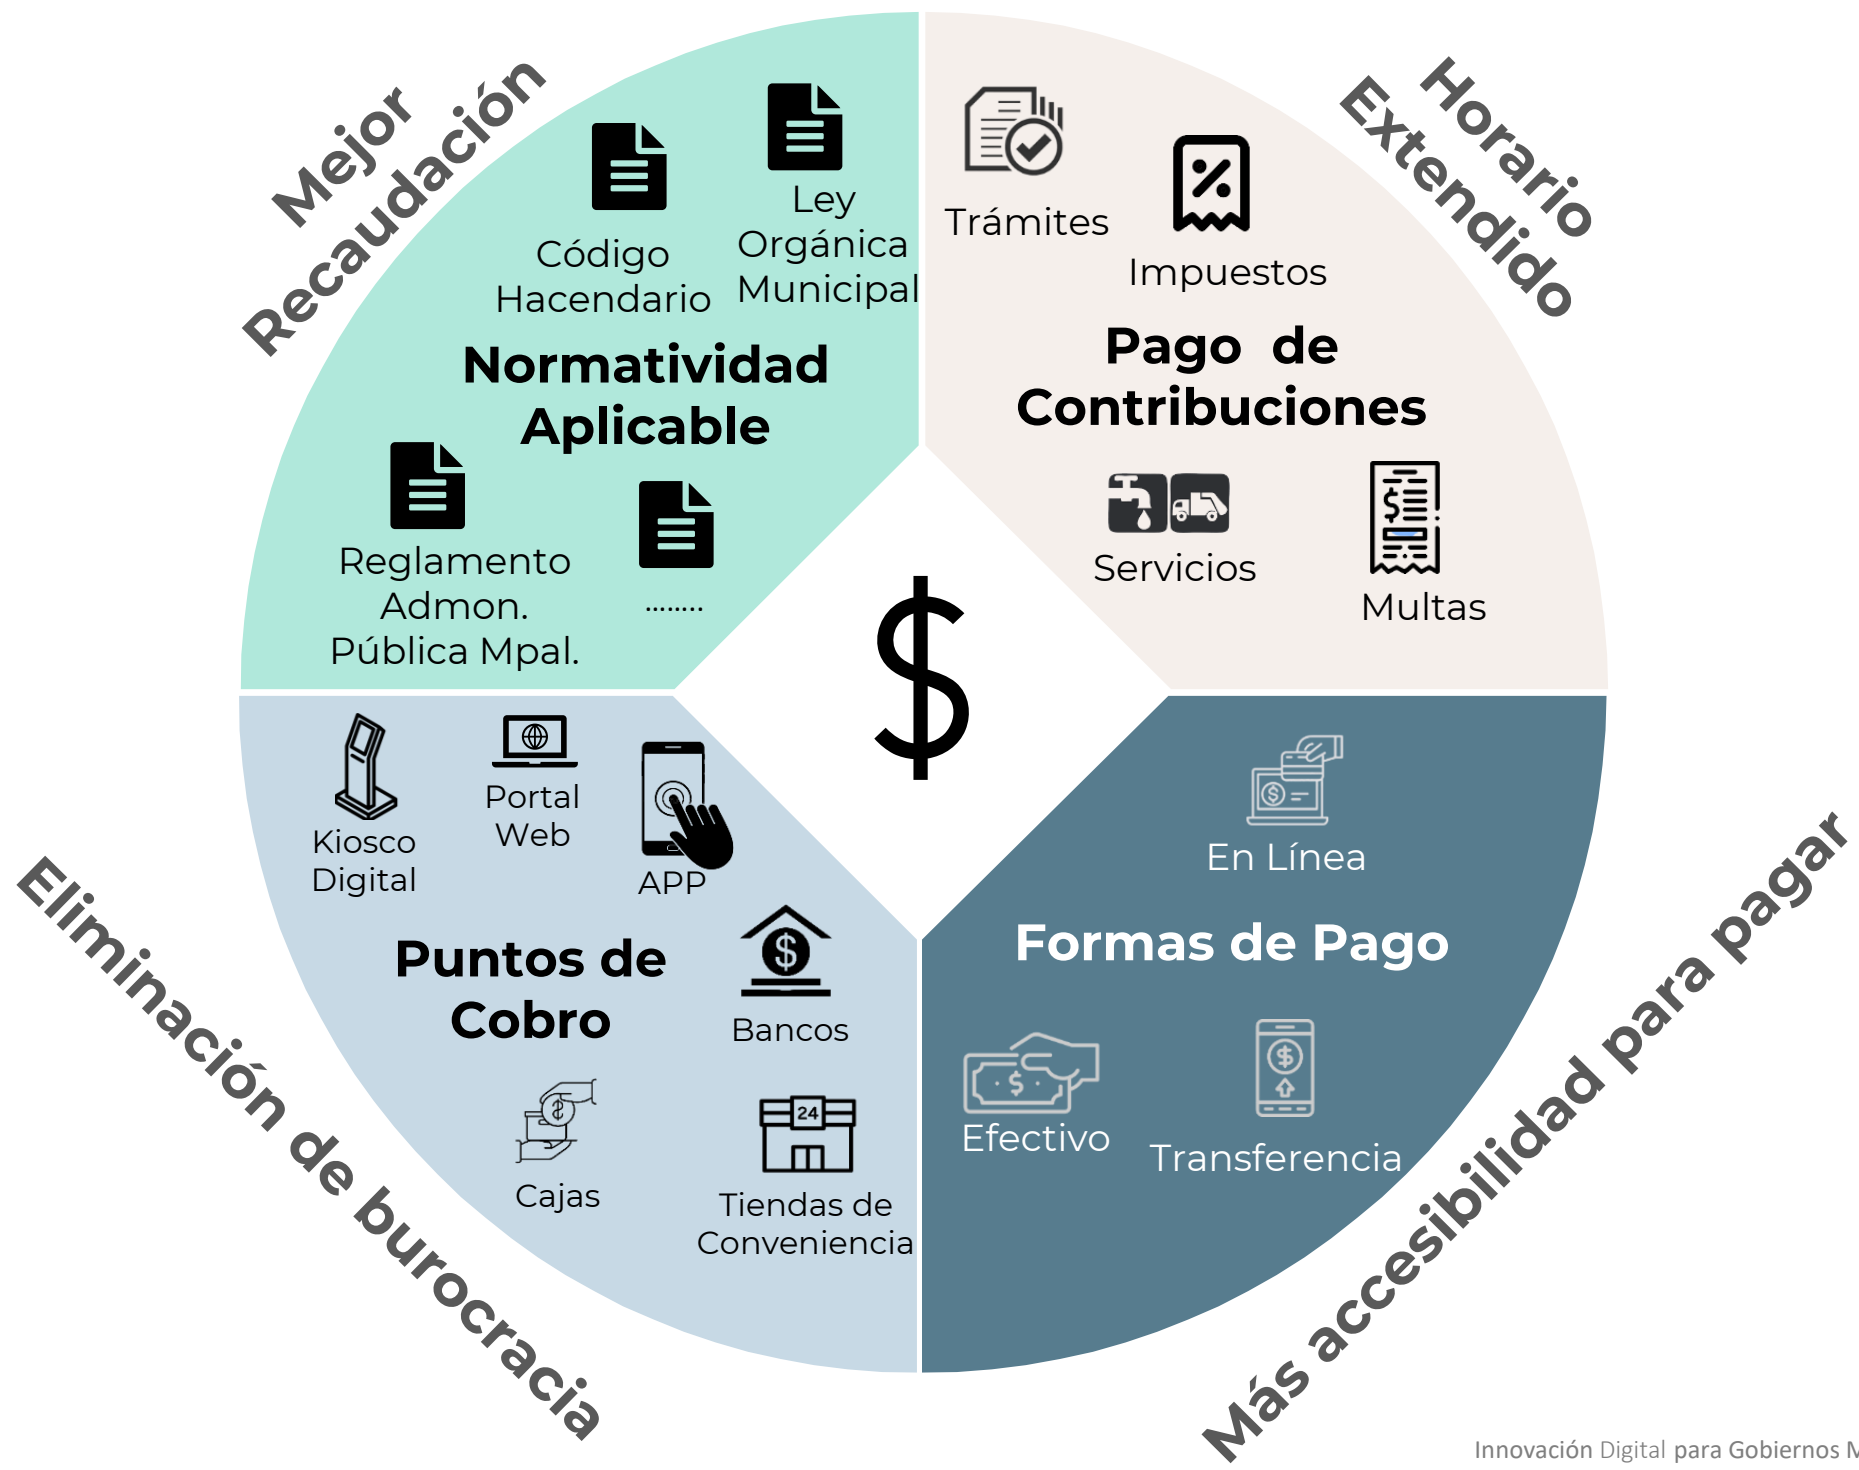 Mejor
Recaudación
Horario
Extendido
Código
Hacendario
Ley
Orgánica
Municipal
Normatividad
Aplicable
Reglamento
Admon.
Pública Mpal.
........
Trámites
Impuestos
Pago de
Contribuciones
Servicios
Multas
$
Kiosco
Digital
Portal
Web
APP
Puntos de
Cobro
Bancos
Cajas
24
Tiendas de
Conveniencia
En Línea
Formas de Pago
Efectivo
Transferencia
Eliminación de burocracia
Más accesibilidad para pagar
Innovación Digital para Gobiernos M